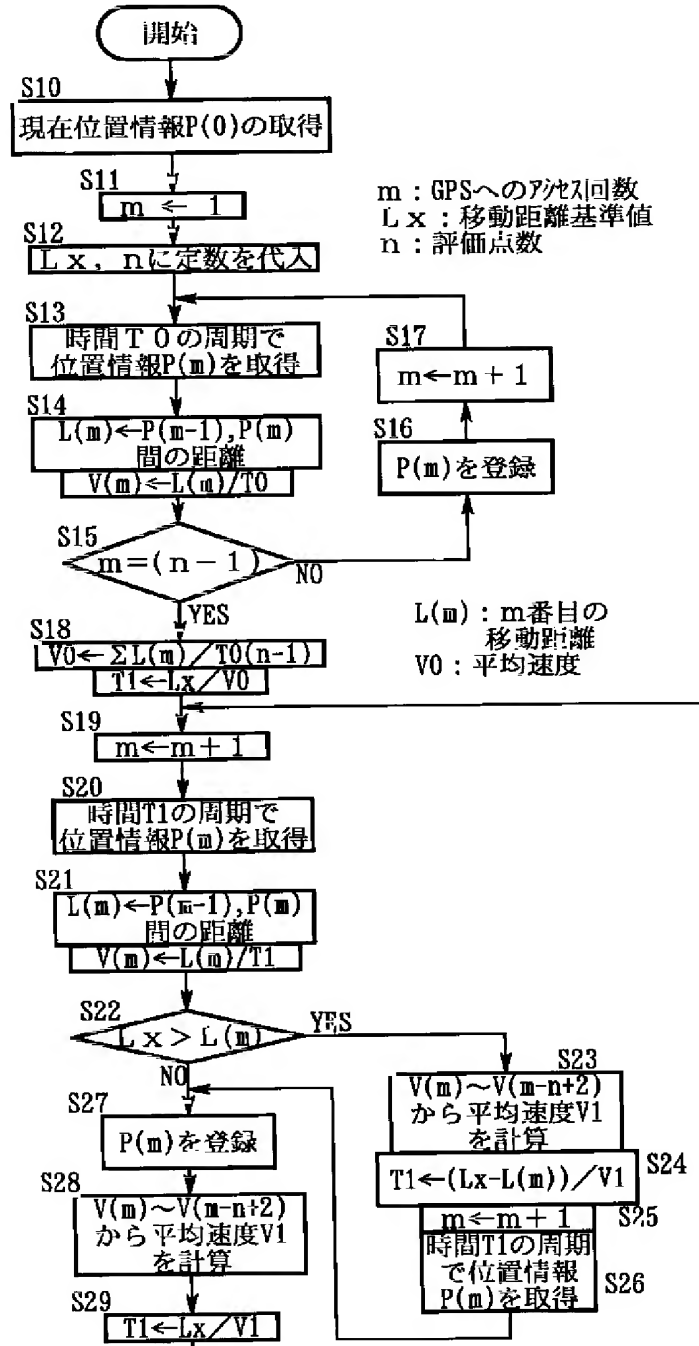 開始
S10
現在位置情報P(0)の取得
S11
m ← 1
m：GPSへのｱｸｾｽ回数
Lx：移動距離基準値
n：評価点数
S12
Lx，nに定数を代入
S13
時間T0の周期で
位置情報P(m)を取得
S17
m←m+1
S14
L(m)←P(m-1),P(m)
間の距離
V(m)←L(m)/T0
S16
P(m)を登録
S15
m=(n-1)
NO
YES
L(m)：m番目の
移動距離
V0：平均速度
S18
V0←ΣL(m)/T0(n-1)
T1←Lx/V0
S19
m←m+1
S20
時間T1の周期で
位置情報P(m)を取得
S21
L(m)←P(m-1),P(m)
間の距離
V(m)←L(m)/T1
S22
Lx>L(m)
YES
NO
S23
V(m)～V(m-n+2)
から平均速度V1
を計算
S24
T1←(Lx-L(m))/V1
S25
m←m+1
S26
時間T1の周期
で位置情報
P(m)を取得
S27
P(m)を登録
S28
V(m)～V(m-n+2)
から平均速度V1
を計算
S29
T1←Lx/V1